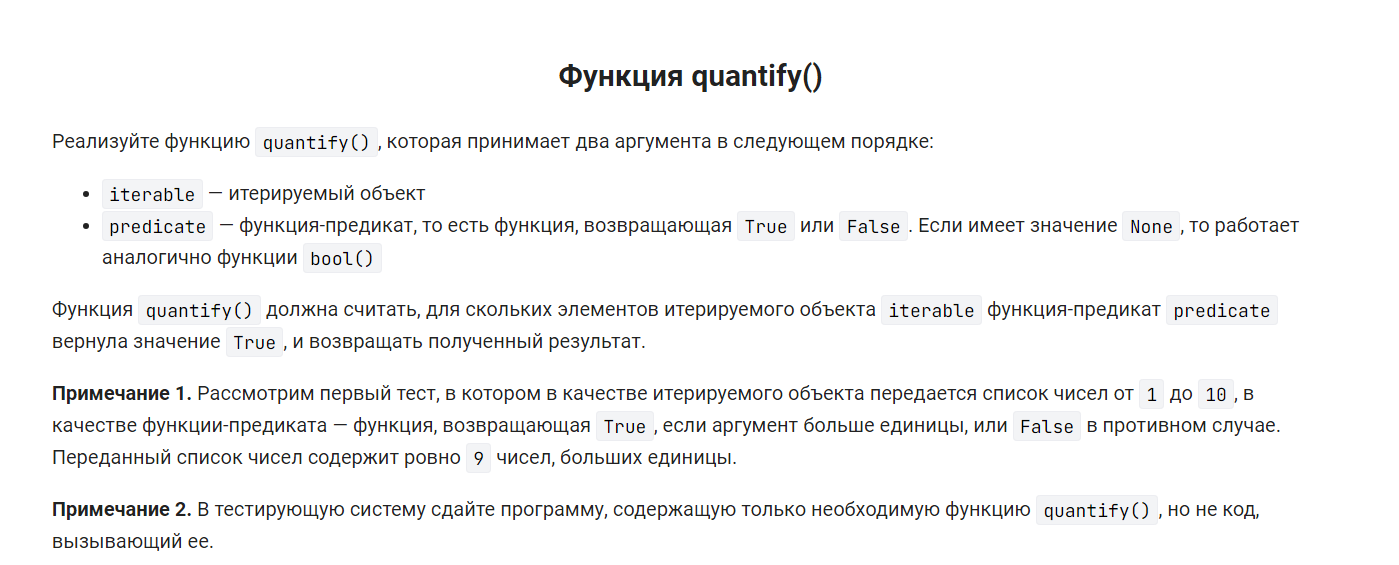 Функция quantify()
Реализуйте функцию quantify() , которая принимает два аргумента в следующем порядке:
• iterable — итерируемый объект
• predicate — функция-предикат, то есть функция, возвращающая True или False . Если имеет значение None , то работает
аналогично функции bool()
Функция quantify() должна считать, для скольких элементов итерируемого объекта iterable функция-предикат predicate
вернула значение True , и возвращать полученный результат.
Примечание 1. Рассмотрим первый тест, в котором в качестве итерируемого объекта передается список чисел от 1 до 10 , в
качестве функции-предиката — функция, возвращающая True , если аргумент больше единицы, или False в противном случае.
Переданный список чисел содержит ровно 9 чисел, больших единицы.
Примечание 2. В тестирующую систему сдайте программу, содержащую только необходимую функцию quantify() , но не код,
вызывающий ее.